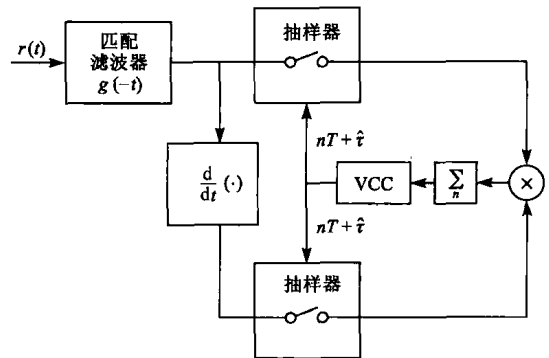 r(t)
匹配
滤波器
g(-t)
抽样器
nT+τ̂
d/dt (·)
VCC
∑
n
×
nT+τ̂
抽样器